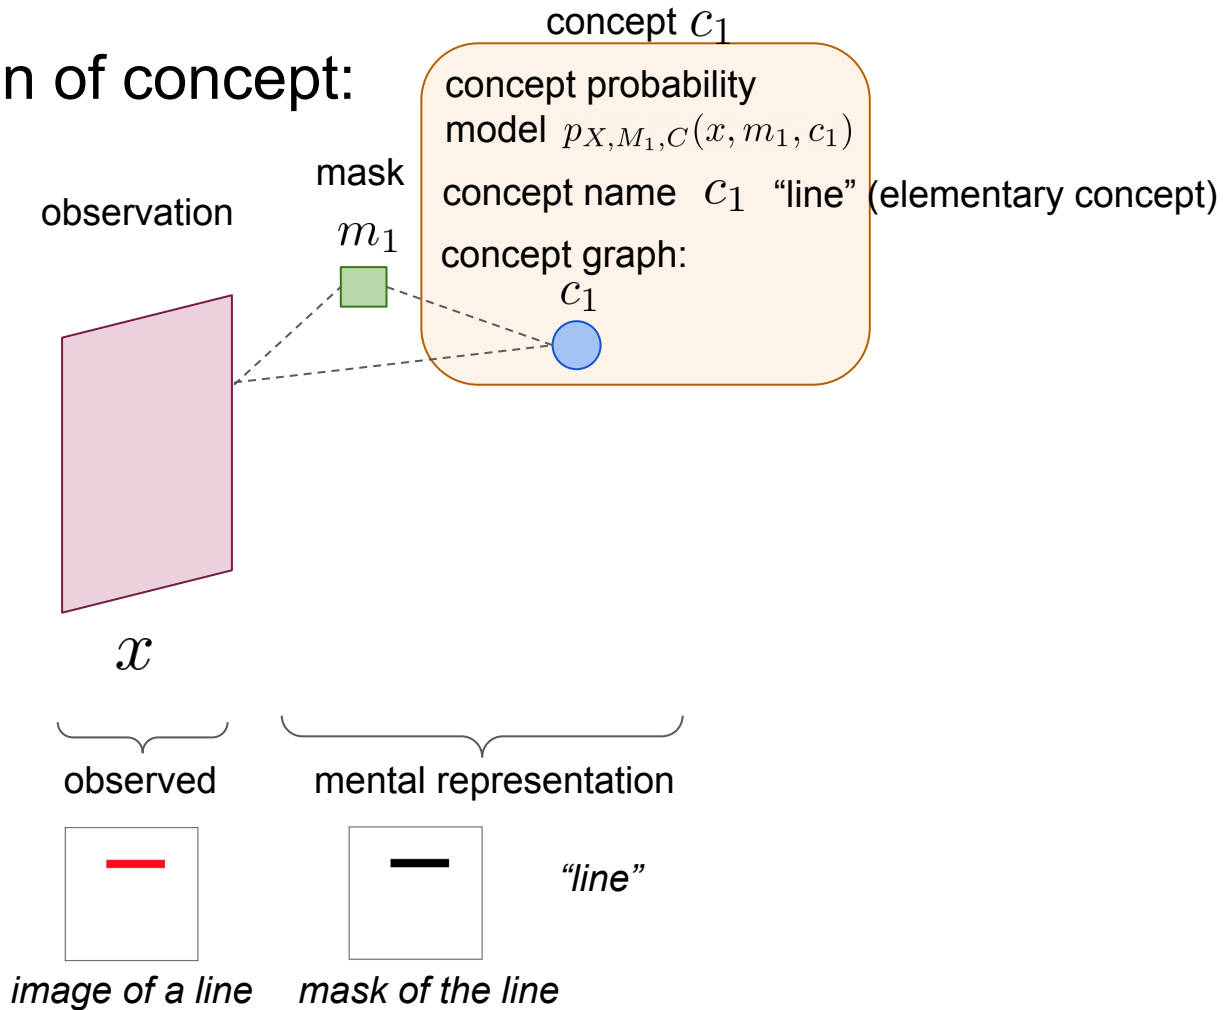 concept c₁
n of concept:
concept probability
model p_{X,M₁,C}(x, m₁, c₁)
mask
concept name c₁ “line” (elementary concept)
observation
m₁
concept graph:
c₁
x
observed
mental representation
“line”
image of a line
mask of the line